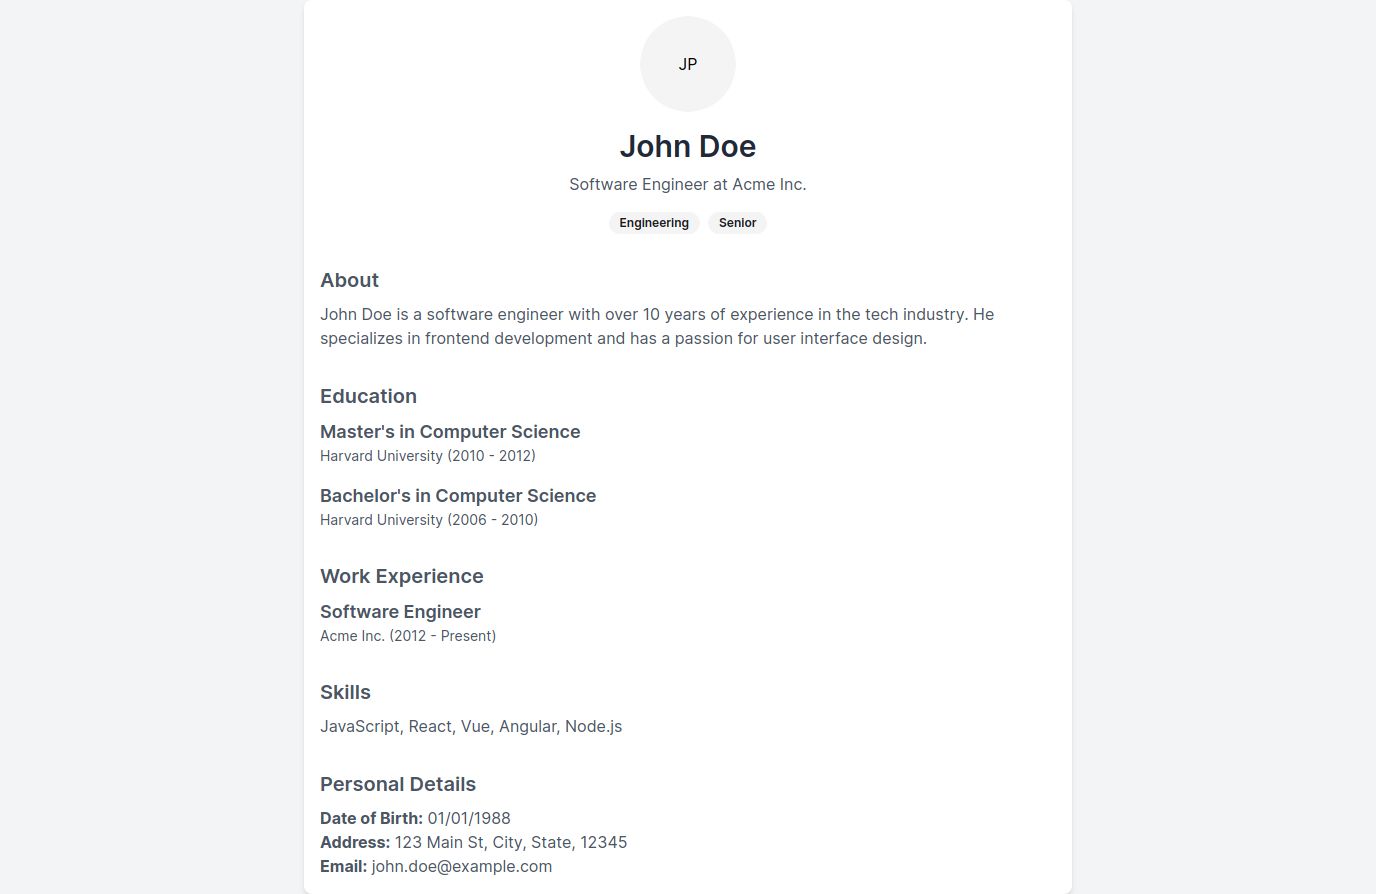 JP
John Doe
Software Engineer at Acme Inc.
Engineering Senior
About
John Doe is a software engineer with over 10 years of experience in the tech industry. He
specializes in frontend development and has a passion for user interface design.
Education
Master's in Computer Science
Harvard University (2010 - 2012)
Bachelor's in Computer Science
Harvard University (2006 - 2010)
Work Experience
Software Engineer
Acme Inc. (2012 - Present)
Skills
JavaScript, React, Vue, Angular, Node.js
Personal Details
Date of Birth: 01/01/1988
Address: 123 Main St, City, State, 12345
Email: john.doe@example.com